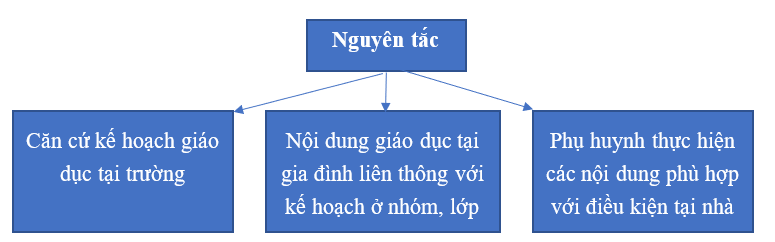 Nguyên tắc
Căn cứ kế hoạch giáo
dục tại trường
Nội dung giáo dục tại
gia đình liên thông với
kế hoạch ở nhóm, lớp
Phụ huynh thực hiện
các nội dung phù hợp
với điều kiện tại nhà